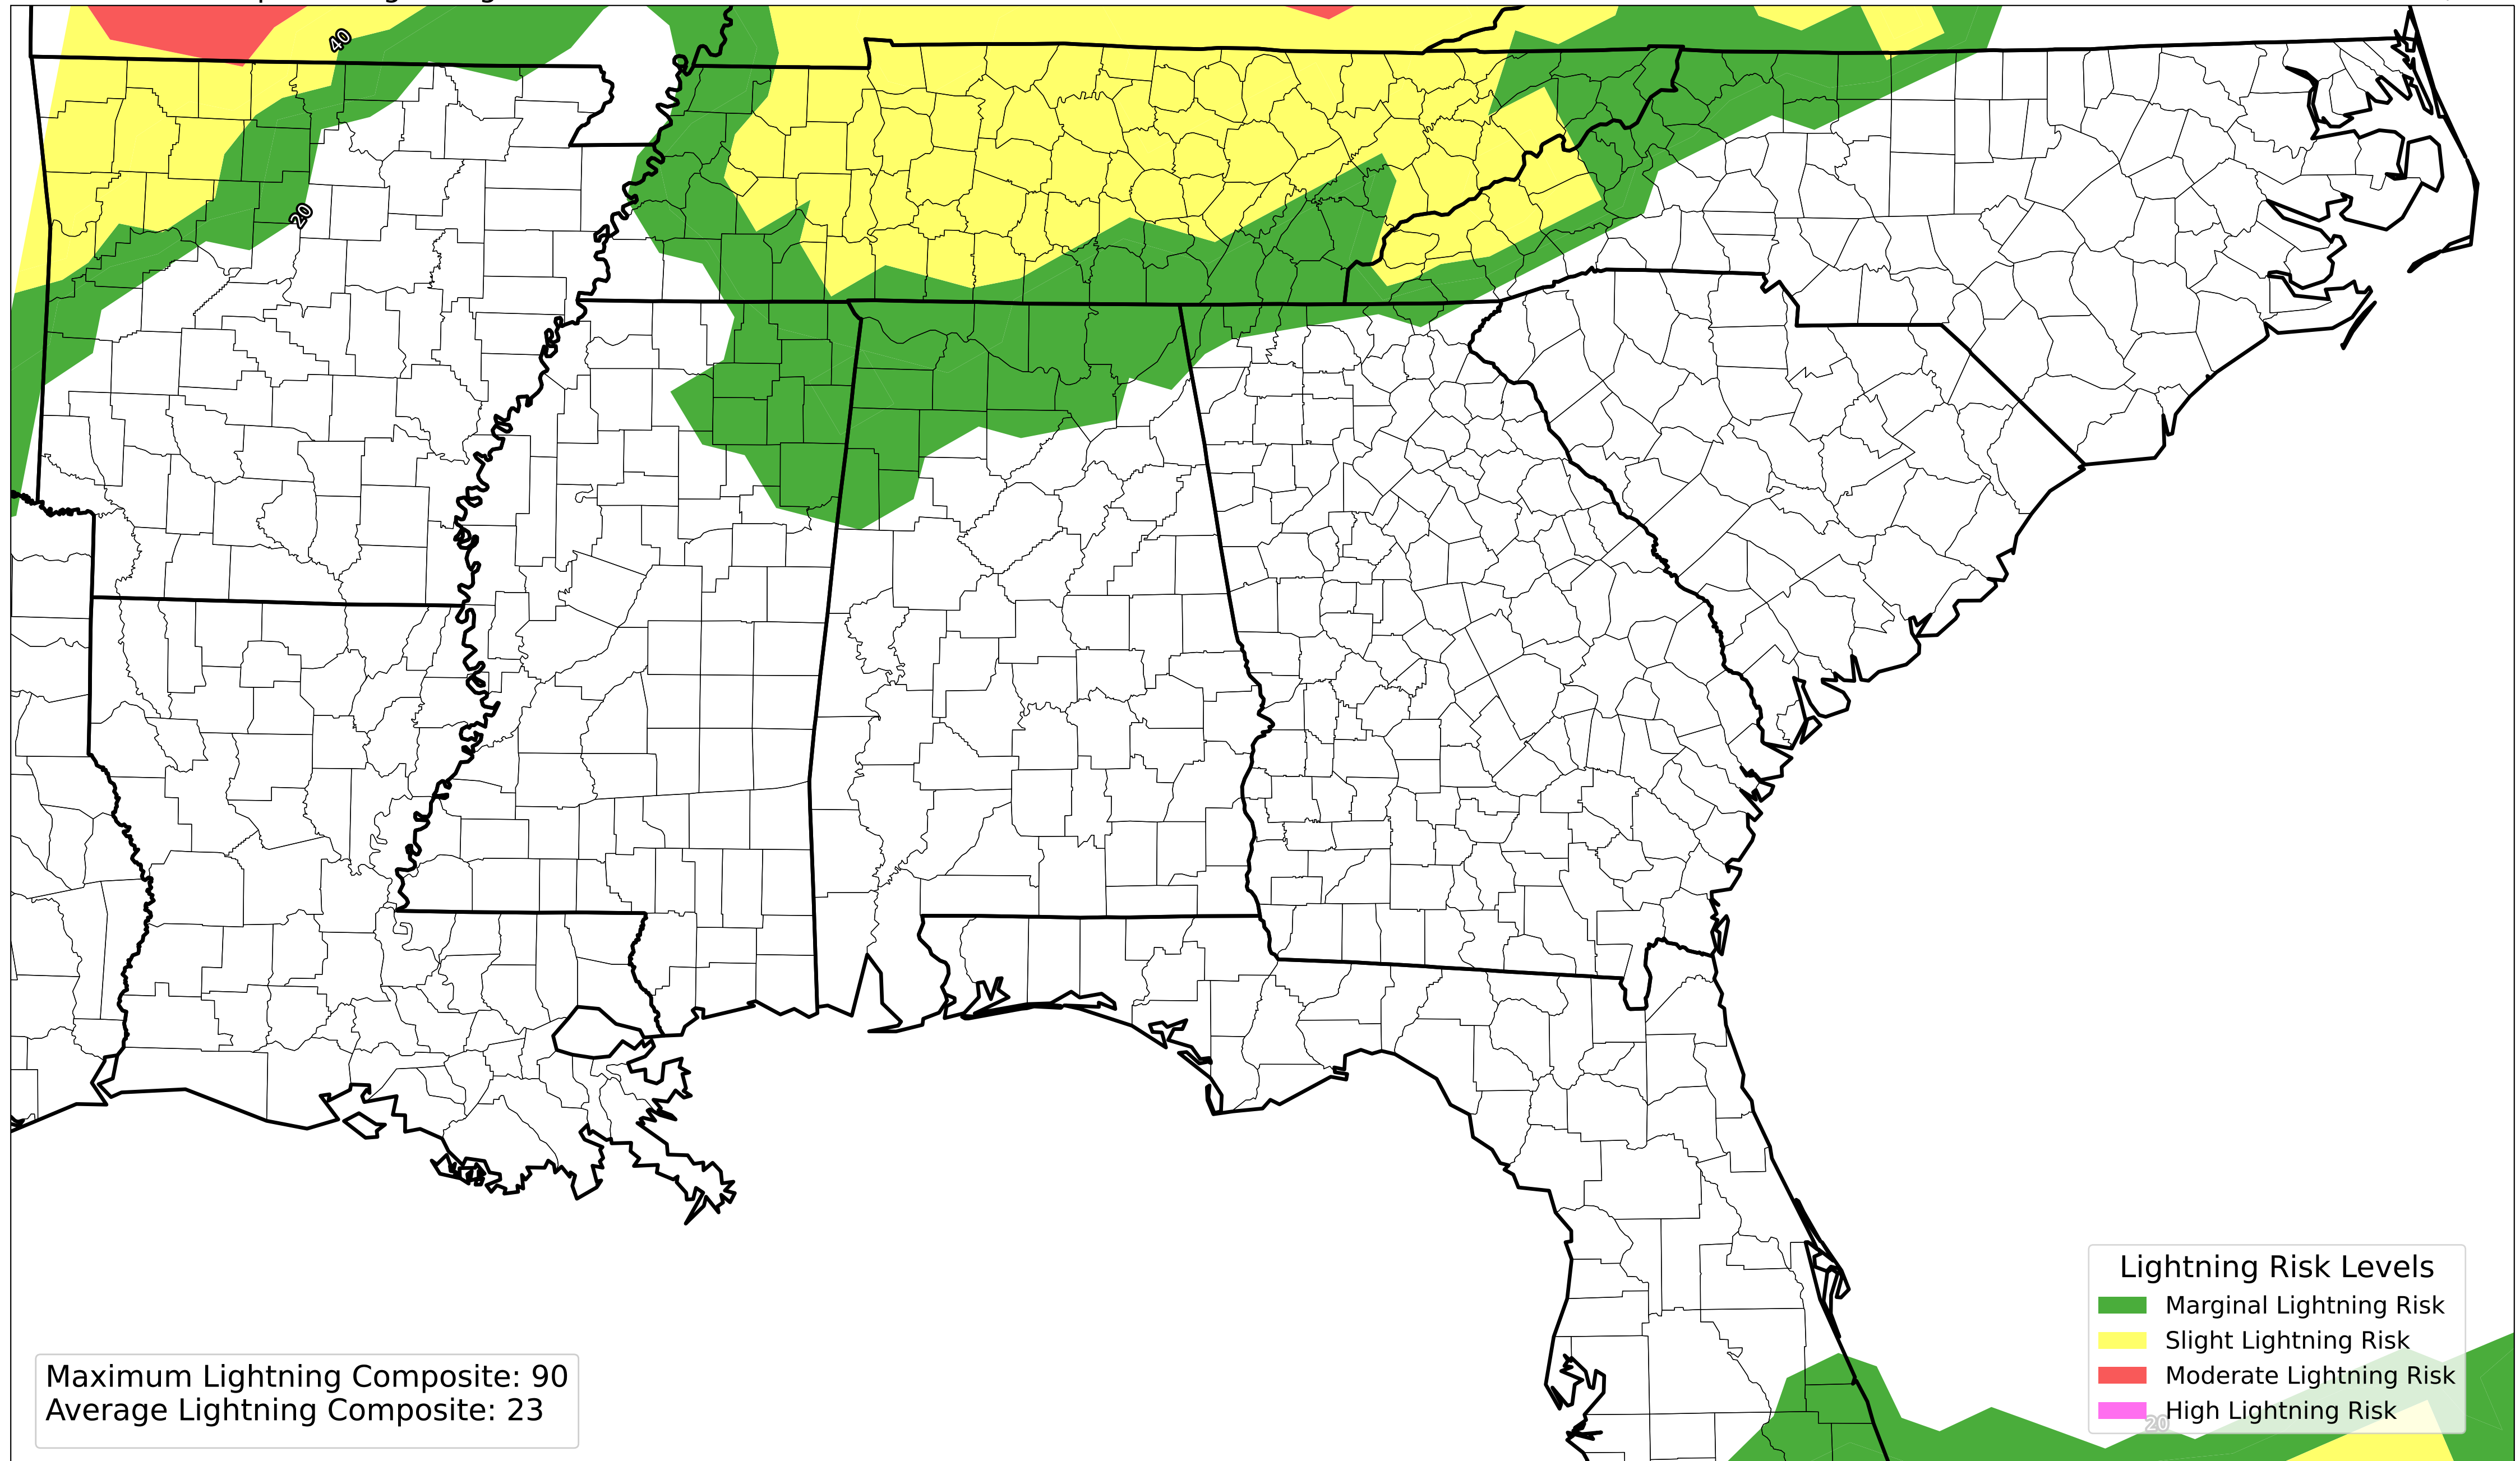 40
20
Lightning Risk Levels
Marginal Lightning Risk
Slight Lightning Risk
Moderate Lightning Risk
High Lightning Risk
20
Maximum Lightning Composite: 90
Average Lightning Composite: 23